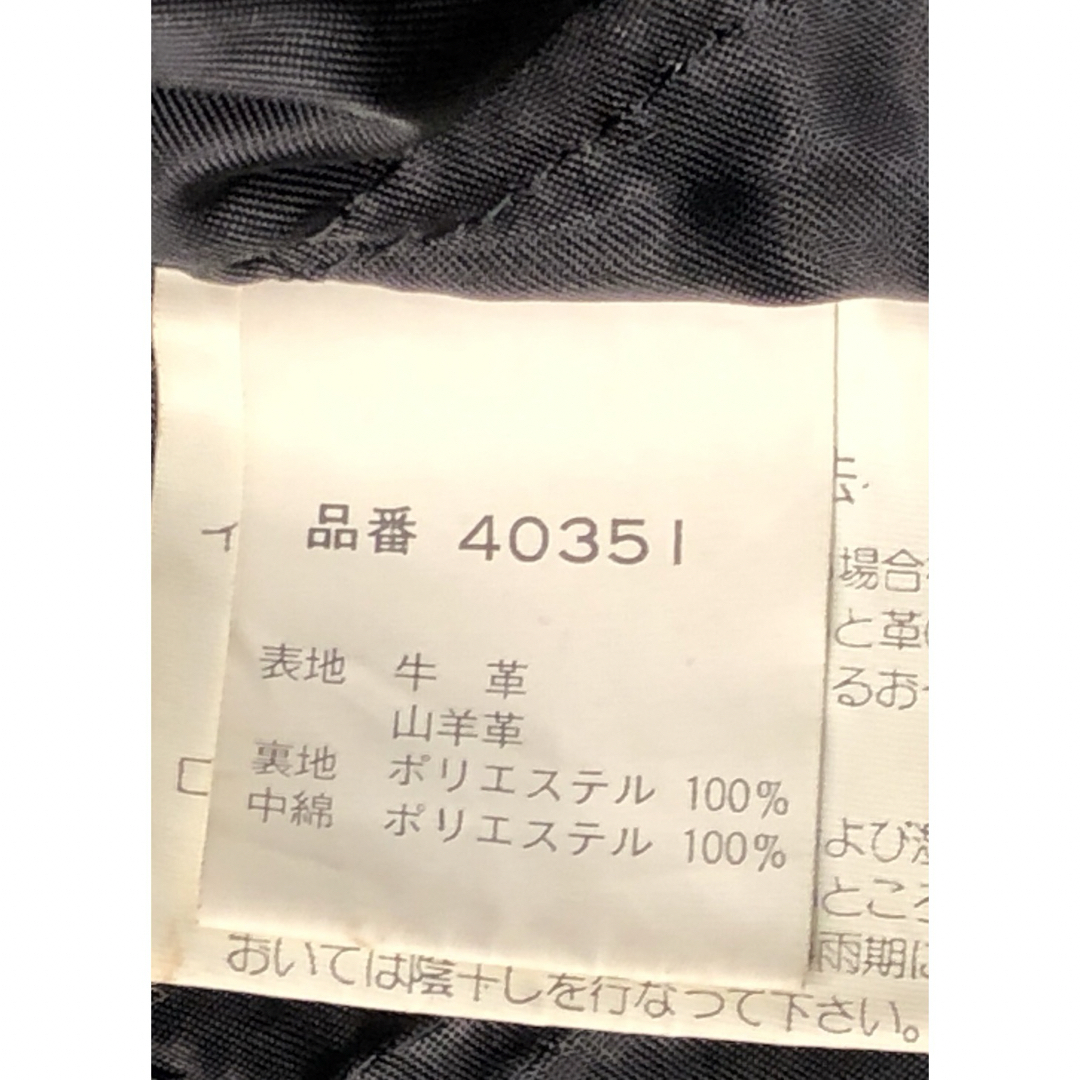 品番 40351
表地 牛 革
山羊革
裏地 ポリエステル 100%
中綿 ポリエステル 100%
イ
ロ
場合
と革
るお
よび
ところ
雨期に
おいては陰干しを行なって下さい。